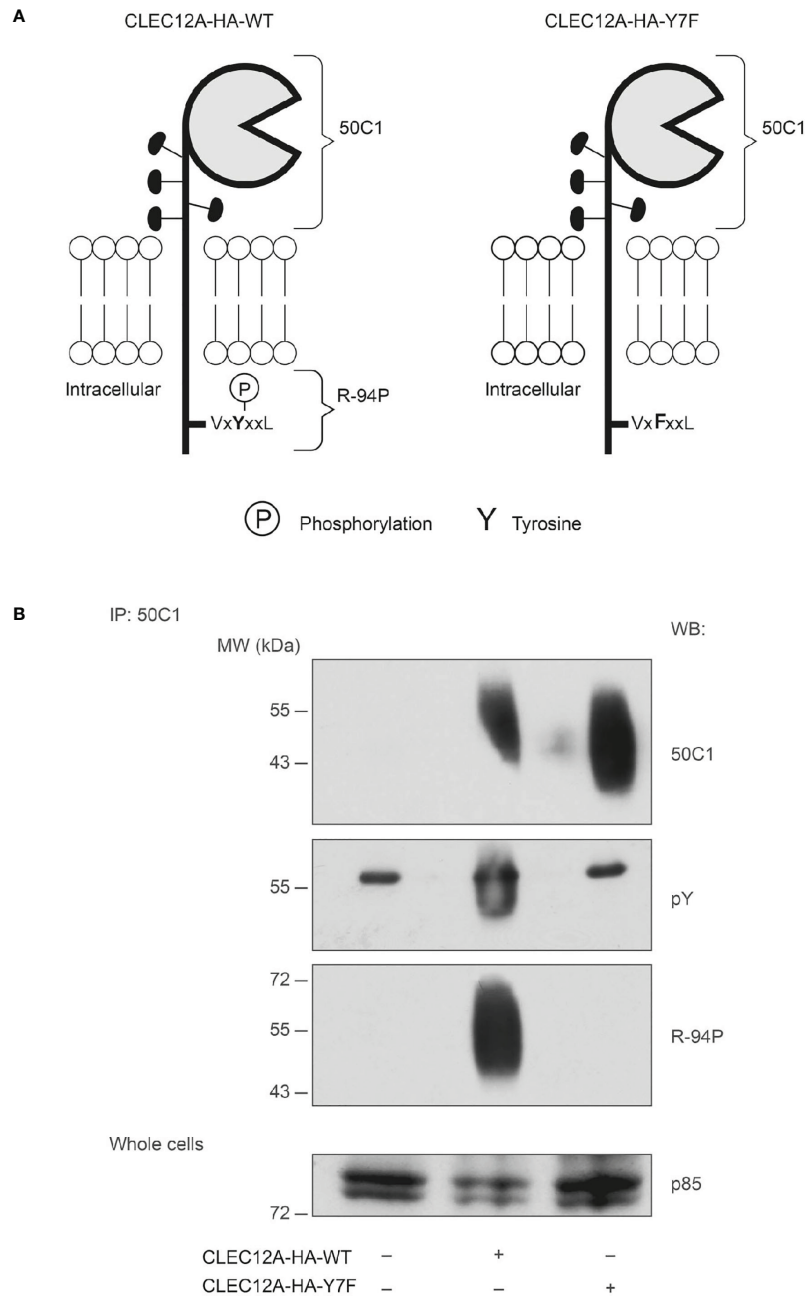 A
CLEC12A-HA-WT
CLEC12A-HA-Y7F
50C1
50C1
Intracellular
P
VxYxxL
R-94P
Intracellular
VxFxxL
P Phosphorylation
Y Tyrosine
B
IP: 50C1
WB:
MW (kDa)
55
43
50C1
55
pY
72
55
43
R-94P
Whole cells
p85
72
CLEC12A-HA-WT – + –
CLEC12A-HA-Y7F – – +